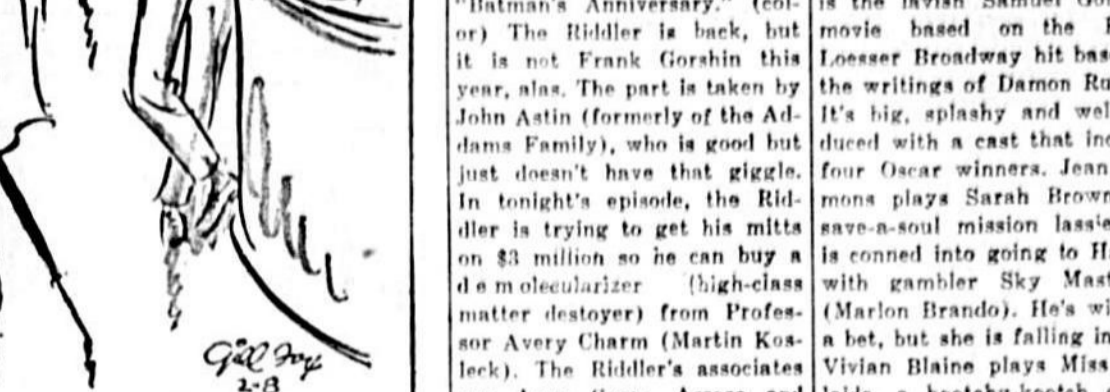 Gill Fox
2-8
"Batman's Anniversary." (col-
or) The Riddler is back, but
it is not Frank Gorshin this
year, alas. The part is taken by
John Astin (formerly of the Ad-
dams Family), who is good but
just doesn't have that giggle.
In tonight's episode, the Rid-
dler is trying to get his mitts
on $3 million so he can buy a
demolecularizer (high-class
matter destoyer) from Profes-
sor Avery Charm (Martin Kos-
leck). The Riddler's associates
is the lavish Samuel
movie based on the
Loesser Broadway hit bas
the writings of Damon Ru
It's big, splashy and wel
duced with a cast that inc
four Oscar winners. Jean
mons plays Sarah Brown
save-a-soul mission lassie
is conned into going to H
with gambler Sky Mast
(Marlon Brando). He's wi
a bet, but she is falling in
Vivian Blaine plays Miss